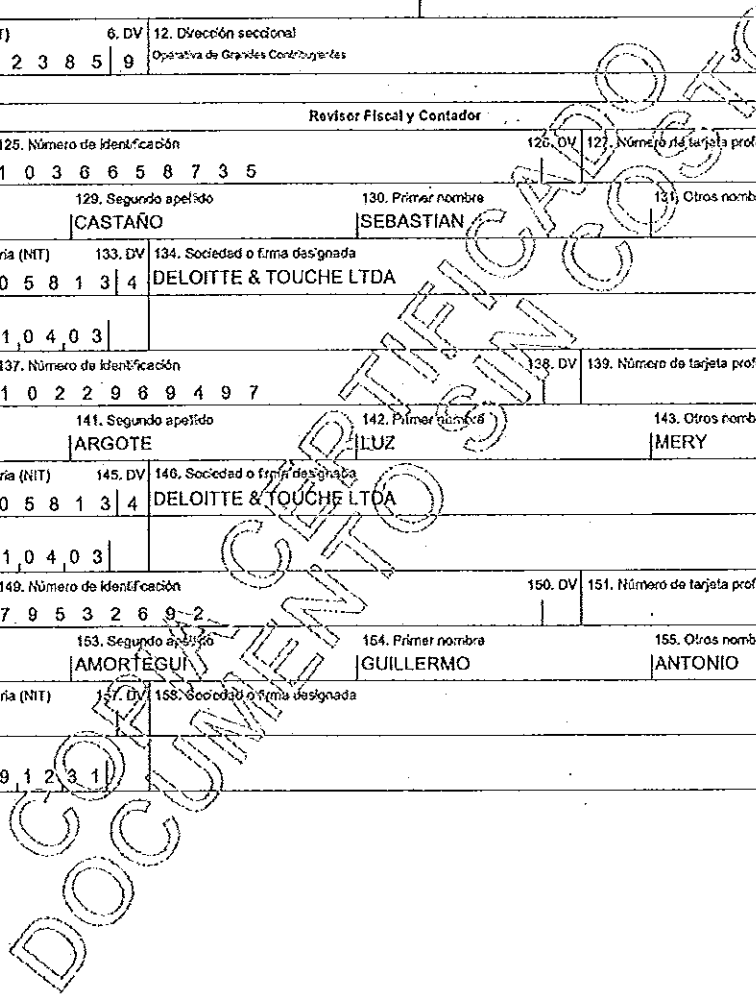 T) 6. DV 12. Dirección seccional
2 3 8 5 9 Operativa de Grandes Contribuyentes 3
Revisor Fiscal y Contador
125. Número de identificación 126. DV 127. Número de tarjeta prof
1 0 3 6 6 5 8 7 3 5
129. Segundo apellido 130. Primer nombre 131. Otros nomb
CASTAÑO SEBASTIAN
ria (NIT) 133. DV 134. Sociedad o firma designada
0 5 8 1 3 4 DELOITTE & TOUCHE LTDA
1 0 4 0 3
137. Número de identificación 138. DV 139. Número de tarjeta prof
1 0 2 2 9 6 9 4 9 7
141. Segundo apellido 142. Primer nombre 143. Otros nomb
ARGOTE LUZ MERY
ria (NIT) 145. DV 146. Sociedad o firma designada
0 5 8 1 3 4 DELOITTE & TOUCHE LTDA
1 0 4 0 3
149. Número de identificación 150. DV 151. Número de tarjeta prof
7 9 5 3 2 6 9 2
153. Segundo apellido 154. Primer nombre 155. Otros nomb
AMORTEGUI GUILLERMO ANTONIO
ria (NIT) 157. DV 158. Sociedad o firma designada
9 1 2 3 1
COPIA CERTIFICADO
DOCUMENTO SIN COSTO